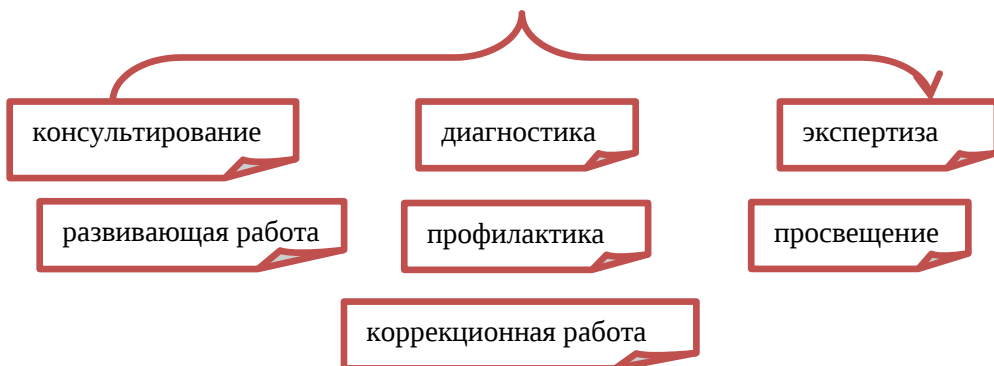 консультирование
диагностика
экспертиза
развивающая работа
профилактика
просвещение
коррекционная работа